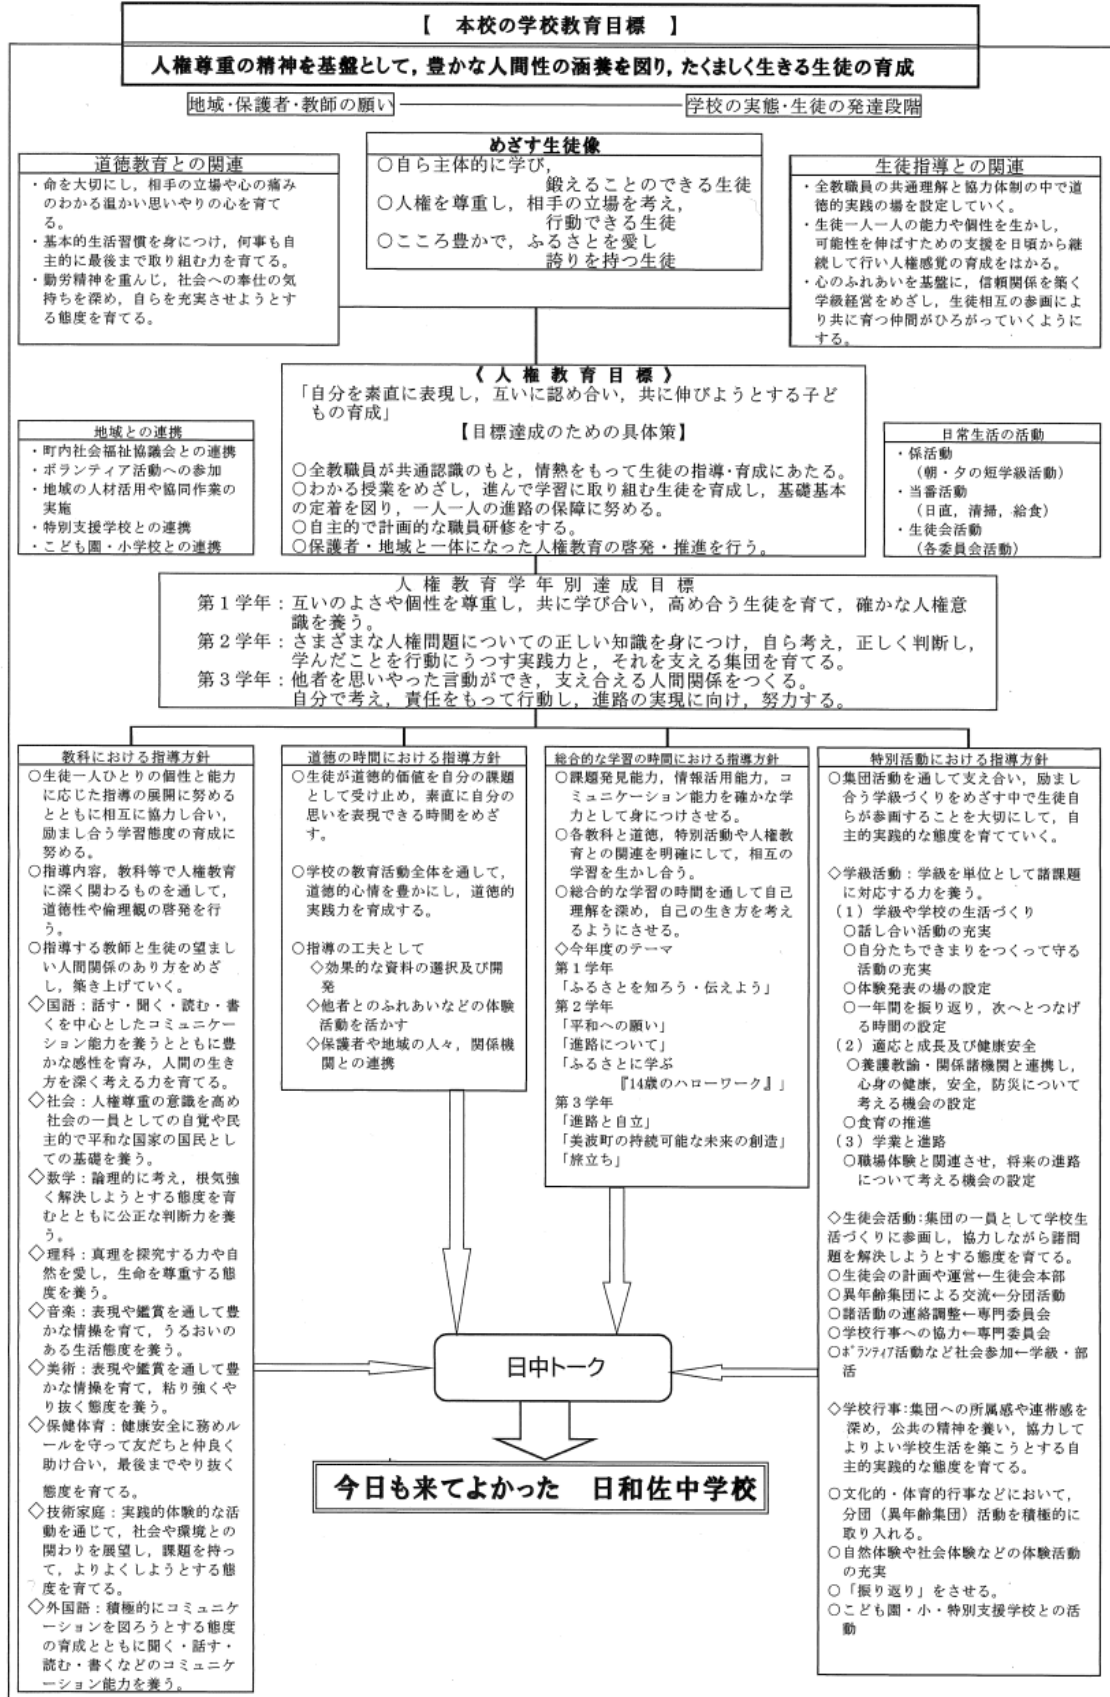 【 本校の学校教育目標 】
人権尊重の精神を基盤として，豊かな人間性の涵養を図り，たくましく生きる生徒の育成
地域・保護者・教師の願い
学校の実態・生徒の発達段階
めざす生徒像
○自ら主体的に学び，
鍛えることのできる生徒
○人権を尊重し，相手の立場を考え，
行動できる生徒
○こころ豊かで，ふるさとを愛し
誇りを持つ生徒
道徳教育との関連
・命を大切にし，相手の立場や心の痛み
のわかる温かい思いやりの心を育て
る。
・基本的生活習慣を身につけ，何事も自
主的に最後まで取り組む力を育てる。
・勤労精神を重んじ，社会への奉仕の気
持ちを深め，自らを充実させようとす
る態度を育てる。
生徒指導との関連
・全教職員の共通理解と協力体制の中で道
徳的実践の場を設定していく。
・生徒一人一人の能力や個性を生かし，
可能性を伸ばすための支援を日頃から継
続して行い人権感覚の育成をはかる。
・心のふれあいを基盤に，信頼関係を築く
学級経営をめざし，生徒相互の参画によ
り共に育つ仲間がひろがっていくように
する。
《 人 権 教 育 目 標 》
「自分を素直に表現し，互いに認め合い，共に伸びようとする子ど
もの育成」
【目標達成のための具体策】
○全教職員が共通認識のもと，情熱をもって生徒の指導・育成にあたる。
○わかる授業をめざし，進んで学習に取り組む生徒を育成し，基礎基本
の定着を図り，一人一人の進路の保障に努める。
○自主的で計画的な職員研修をする。
○保護者・地域と一体になった人権教育の啓発・推進を行う。
地域との連携
・町内社会福祉協議会との連携
・ボランティア活動への参加
・地域の人材活用や協同作業の
実施
・特別支援学校との連携
・こども園・小学校との連携
日常生活の活動
・係活動
（朝・夕の短学級活動）
・当番活動
（日直，清掃，給食）
・生徒会活動
（各委員会活動）
人 権 教 育 学 年 別 達 成 目 標
第１学年：互いのよさや個性を尊重し，共に学び合い，高め合う生徒を育て，確かな人権意
識を養う。
第２学年：さまざまな人権問題についての正しい知識を身につけ，自ら考え，正しく判断し，
学んだことを行動にうつす実践力と，それを支える集団を育てる。
第３学年：他者を思いやった言動ができ，支え合える人間関係をつくる。
自分で考え，責任をもって行動し，進路の実現に向け，努力する。
教科における指導方針
○生徒一人ひとりの個性と能力
に応じた指導の展開に努める
とともに相互に協力し合い，
励まし合う学習態度の育成に
努める。
○指導内容，教科等で人権教育
に深く関わるものを通して，
道徳性や倫理観の啓発を行
う。
○指導する教師と生徒の望まし
い人間関係のあり方をめざ
し，築き上げていく。
◇国語：話す・聞く・読む・書
くを中心としたコミュニケー
ション能力を養うとともに豊
かな感性を育み，人間の生き
方を深く考える力を育てる。
◇社会：人権尊重の意識を高め
社会の一員としての自覚や民
主的で平和な国家の国民とし
ての基礎を養う。
◇数学：論理的に考え，根気強
く解決しようとする態度を育
むとともに公正な判断力を養
う。
◇理科：真理を探究する力や自
然を愛し，生命を尊重する態
度を養う。
◇音楽：表現や鑑賞を通して豊
かな情操を育て，うるおいの
ある生活態度を養う。
◇美術：表現や鑑賞を通して豊
かな情操を育て，粘り強くや
り抜く態度を養う。
◇保健体育：健康安全に務めル
ールを守って友だちと仲良く
助け合い，最後までやり抜く
態度を育てる。
◇技術家庭：実践的体験的な活
動を通じて，社会や環境との
関わりを展望し，課題を持っ
て，よりよくしようとする態
度を育てる。
◇外国語：積極的にコミュニケ
ーションを図ろうとする態度
の育成とともに聞く・話す・
読む・書くなどのコミュニケ
ーション能力を養う。
道徳の時間における指導方針
○生徒が道徳的価値を自分の課題
として受け止め，素直に自分の
思いを表現できる時間をめざ
す。
○学校の教育活動全体を通して，
道徳的心情を豊かにし，道徳的
実践力を育成する。
○指導の工夫として
◇効果的な資料の選択及び開
発
◇他者とのふれあいなどの体験
活動を活かす
◇保護者や地域の人々，関係機
関との連携
総合的な学習の時間における指導方針
○課題発見能力，情報活用能力，コ
ミュニケーション能力を確かな学
力として身につけさせる。
○各教科と道徳，特別活動や人権教
育との関連を明確にして，相互の
学習を生かし合う。
○総合的な学習の時間を通して自己
理解を深め，自己の生き方を考え
るようにさせる。
◇今年度のテーマ
第１学年
「ふるさとを知ろう・伝えよう」
第２学年
「平和への願い」
「進路について」
「ふるさとに学ぶ
『14歳のハローワーク』」
第３学年
「進路と自立」
「美波町の持続可能な未来の創造」
「旅立ち」
特別活動における指導方針
○集団活動を通して支え合い，励まし
合う学級づくりをめざす中で生徒自
らが参画することを大切にして，自
主的実践的な態度を育てていく。
◇学級活動：学級を単位として諸課題
に対応する力を養う。
（１）学級や学校の生活づくり
○話し合い活動の充実
○自分たちできまりをつくって守る
活動の充実
○体験発表の場の設定
○一年間を振り返り，次へとつなげ
る時間の設定
（２）適応と成長及び健康安全
○養護教諭・関係諸機関と連携し，
心身の健康，安全，防災について
考える機会の設定
○食育の推進
（３）学業と進路
○職場体験と関連させ，将来の進路
について考える機会の設定
◇生徒会活動：集団の一員として学校生
活づくりに参画し，協力しながら諸問
題を解決しようとする態度を育てる。
○生徒会の計画や運営←生徒会本部
○異年齢集団による交流←分団活動
○諸活動の連絡調整←専門委員会
○学校行事への協力←専門委員会
○ﾎﾞﾗﾝﾃｨｱ活動など社会参加←学級・部
活
◇学校行事：集団への所属感や連帯感を
深め，公共の精神を養い，協力して
よりよい学校生活を築こうとする自
主的実践的な態度を育てる。
○文化的・体育的行事などにおいて，
分団（異年齢集団）活動を積極的に
取り入れる。
○自然体験や社会体験などの体験活動
の充実
○「振り返り」をさせる。
○こども園・小・特別支援学校との活
動
日中トーク
今日も来てよかった　日和佐中学校